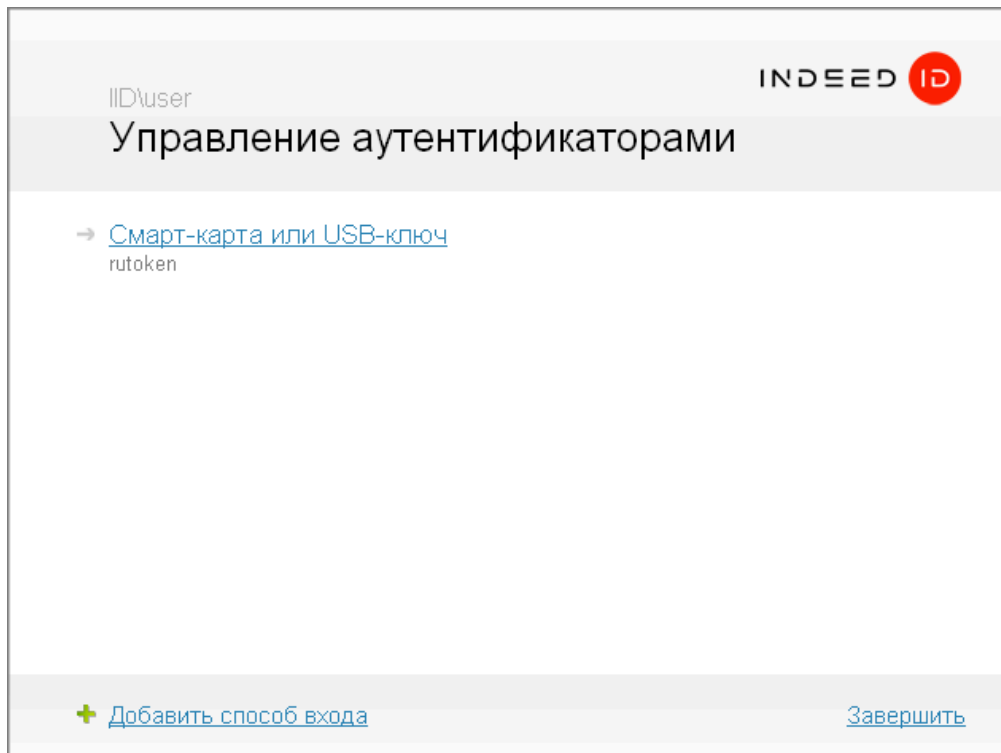 INDEED ID
IID\user
Управление аутентификаторами
Смарт-карта или USB-ключ
rutoken
Добавить способ входа
Завершить